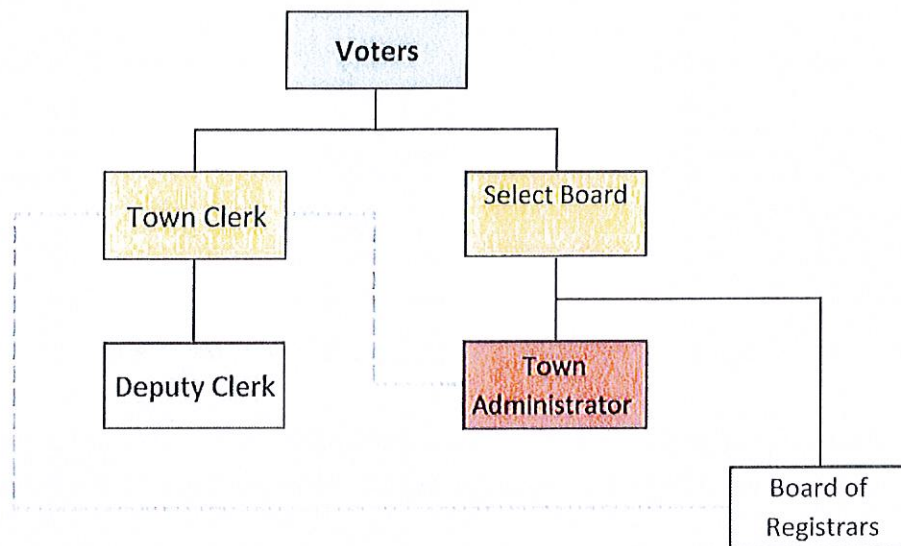 Voters
Town Clerk
Select Board
Deputy Clerk
Town
Administrator
Board of
Registrars